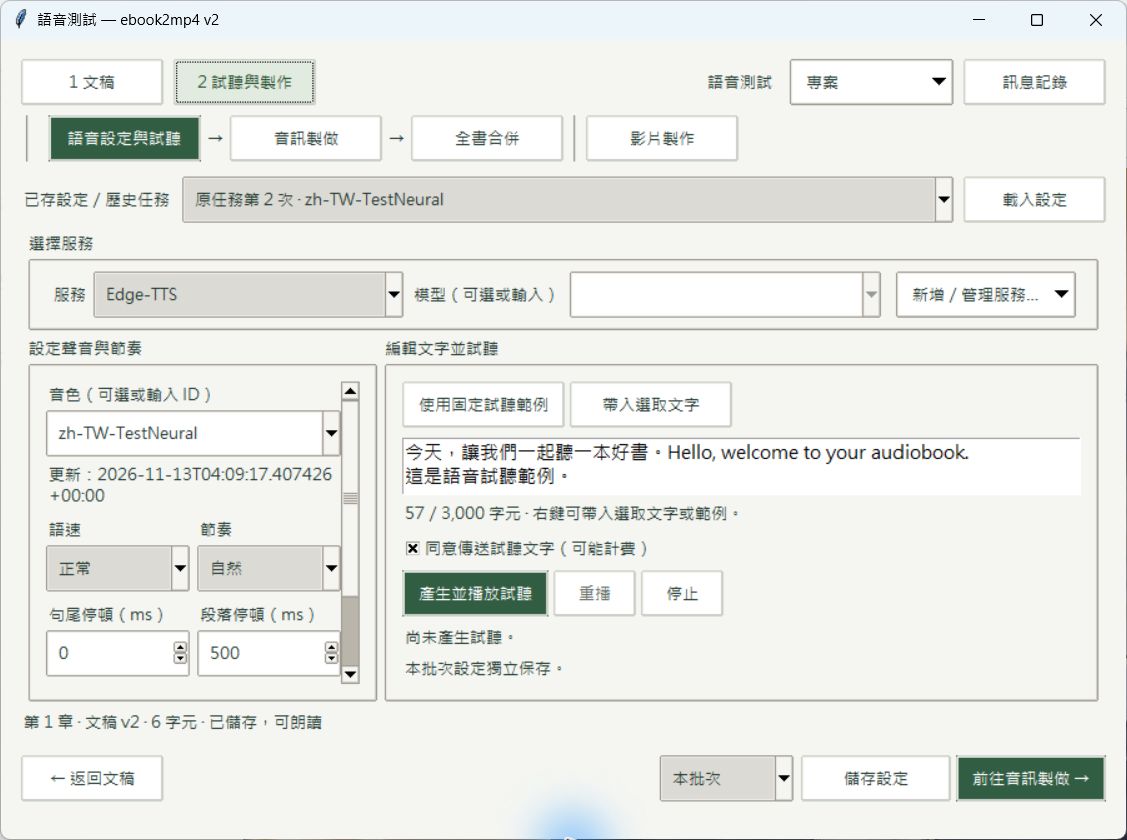 語音測試 — ebook2mp4 v2
1 文稿
2 試聽與製作
語音測試
專案
訊息記錄
語音設定與試聽
→
音訊製做
→
全書合併
影片製作
已存設定 / 歷史任務
原任務第 2 次 · zh-TW-TestNeural
載入設定
選擇服務
服務
Edge-TTS
模型（可選或輸入）
新增 / 管理服務...
設定聲音與節奏
音色（可選或輸入 ID）
zh-TW-TestNeural
更新：2026-11-13T04:09:17.407426
+00:00
語速
節奏
正常
自然
句尾停頓（ms）
段落停頓（ms）
0
500
編輯文字並試聽
使用固定試聽範例
帶入選取文字
今天，讓我們一起聽一本好書。Hello, welcome to your audiobook.
這是語音試聽範例。
57 / 3,000 字元 · 右鍵可帶入選取文字或範例。
同意傳送試聽文字（可能計費）
產生並播放試聽
重播
停止
尚未產生試聽。
本批次設定獨立保存。
第 1 章 · 文稿 v2 · 6 字元 · 已儲存，可朗讀
← 返回文稿
本批次
儲存設定
前往音訊製做 →